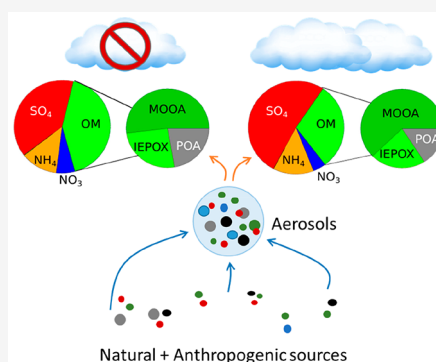 SO₄
OM
NH₄
NO₃
MOOA
IEPOX
POA
SO₄
OM
NH₄
NO₃
MOOA
IEPOX
POA
Aerosols
Natural + Anthropogenic sources